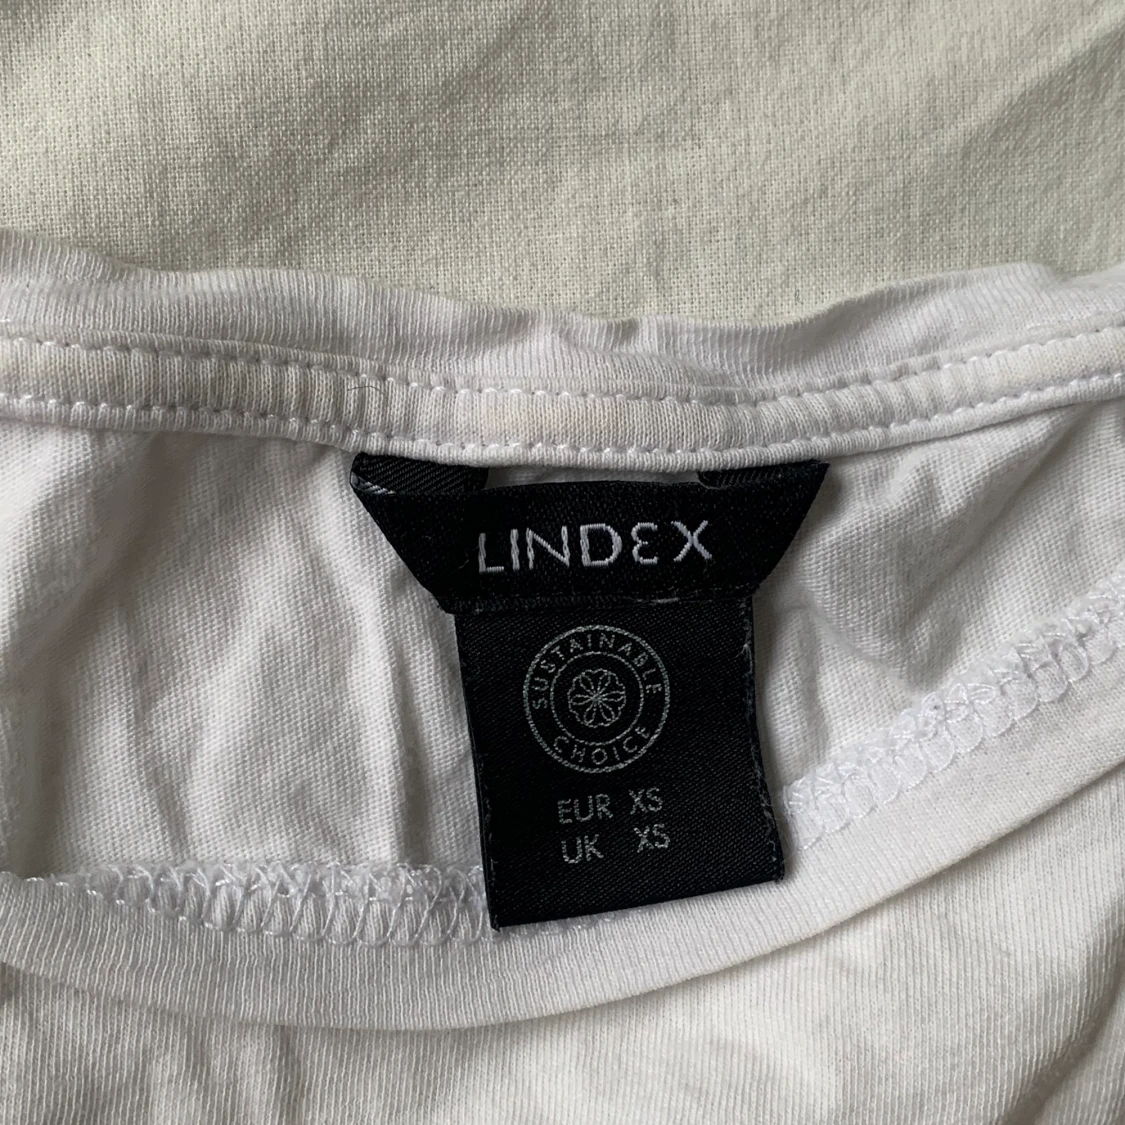 LINDEX
SUSTAINABLE
CHOICE
EUR XS
UK XS